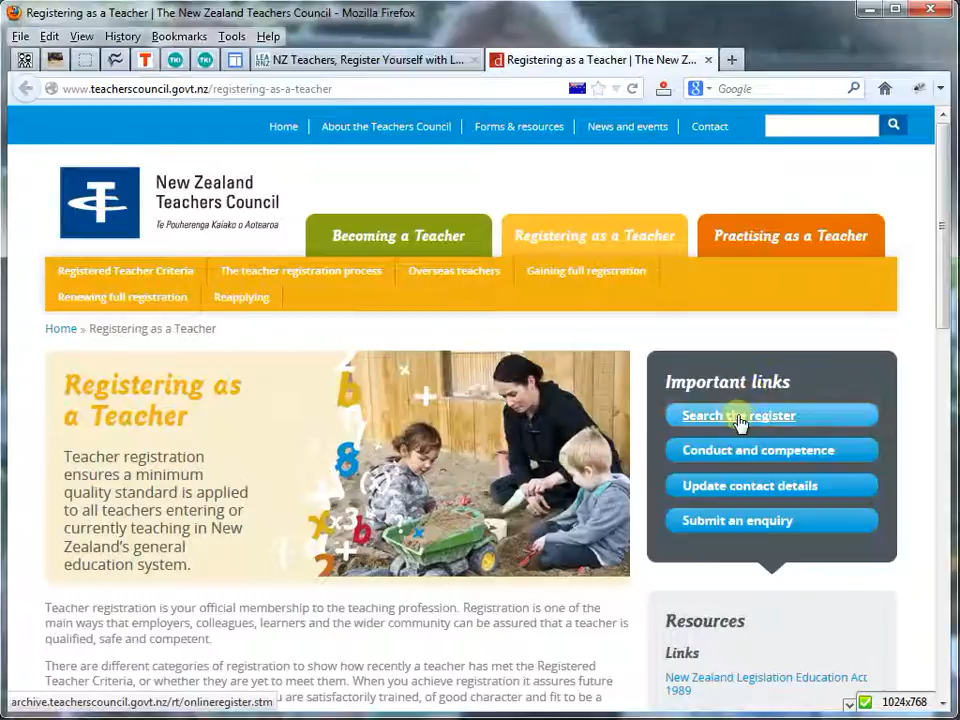 Registering as a Teacher | The New Zealand Teachers Council - Mozilla Firefox
File Edit View History Bookmarks Tools Help
T TKI TKI LEA RNZ NZ Teachers, Register Yourself with L... × d Registering as a Teacher | The New Z... × +
www.teacherscouncil.govt.nz/registering-as-a-teacher
Google
Home About the Teachers Council Forms & resources News and events Contact
New Zealand
Teachers Council
Te Pouherenga Kaiako o Aotearoa
Becoming a Teacher Registering as a Teacher Practising as a Teacher
Registered Teacher Criteria The teacher registration process Overseas teachers Gaining full registration
Renewing full registration Reapplying
Home » Registering as a Teacher
Registering as
a Teacher
Teacher registration
ensures a minimum
quality standard is applied
to all teachers entering or
currently teaching in New
Zealand's general
education system.
Important links
Search the register
Conduct and competence
Update contact details
Submit an enquiry
Teacher registration is your official membership to the teaching profession. Registration is one of the
main ways that employers, colleagues, learners and the wider community can be assured that a teacher is
qualified, safe and competent.
There are different categories of registration to show how recently a teacher has met the Registered
Teacher Criteria, or whether they are yet to meet them. When you achieve registration it assures future
u are satisfactorily trained, of good character and fit to be a
Resources
Links
New Zealand Legislation Education Act
1989
archive.teacherscouncil.govt.nz/rt/onlineregister.stm
1024x768